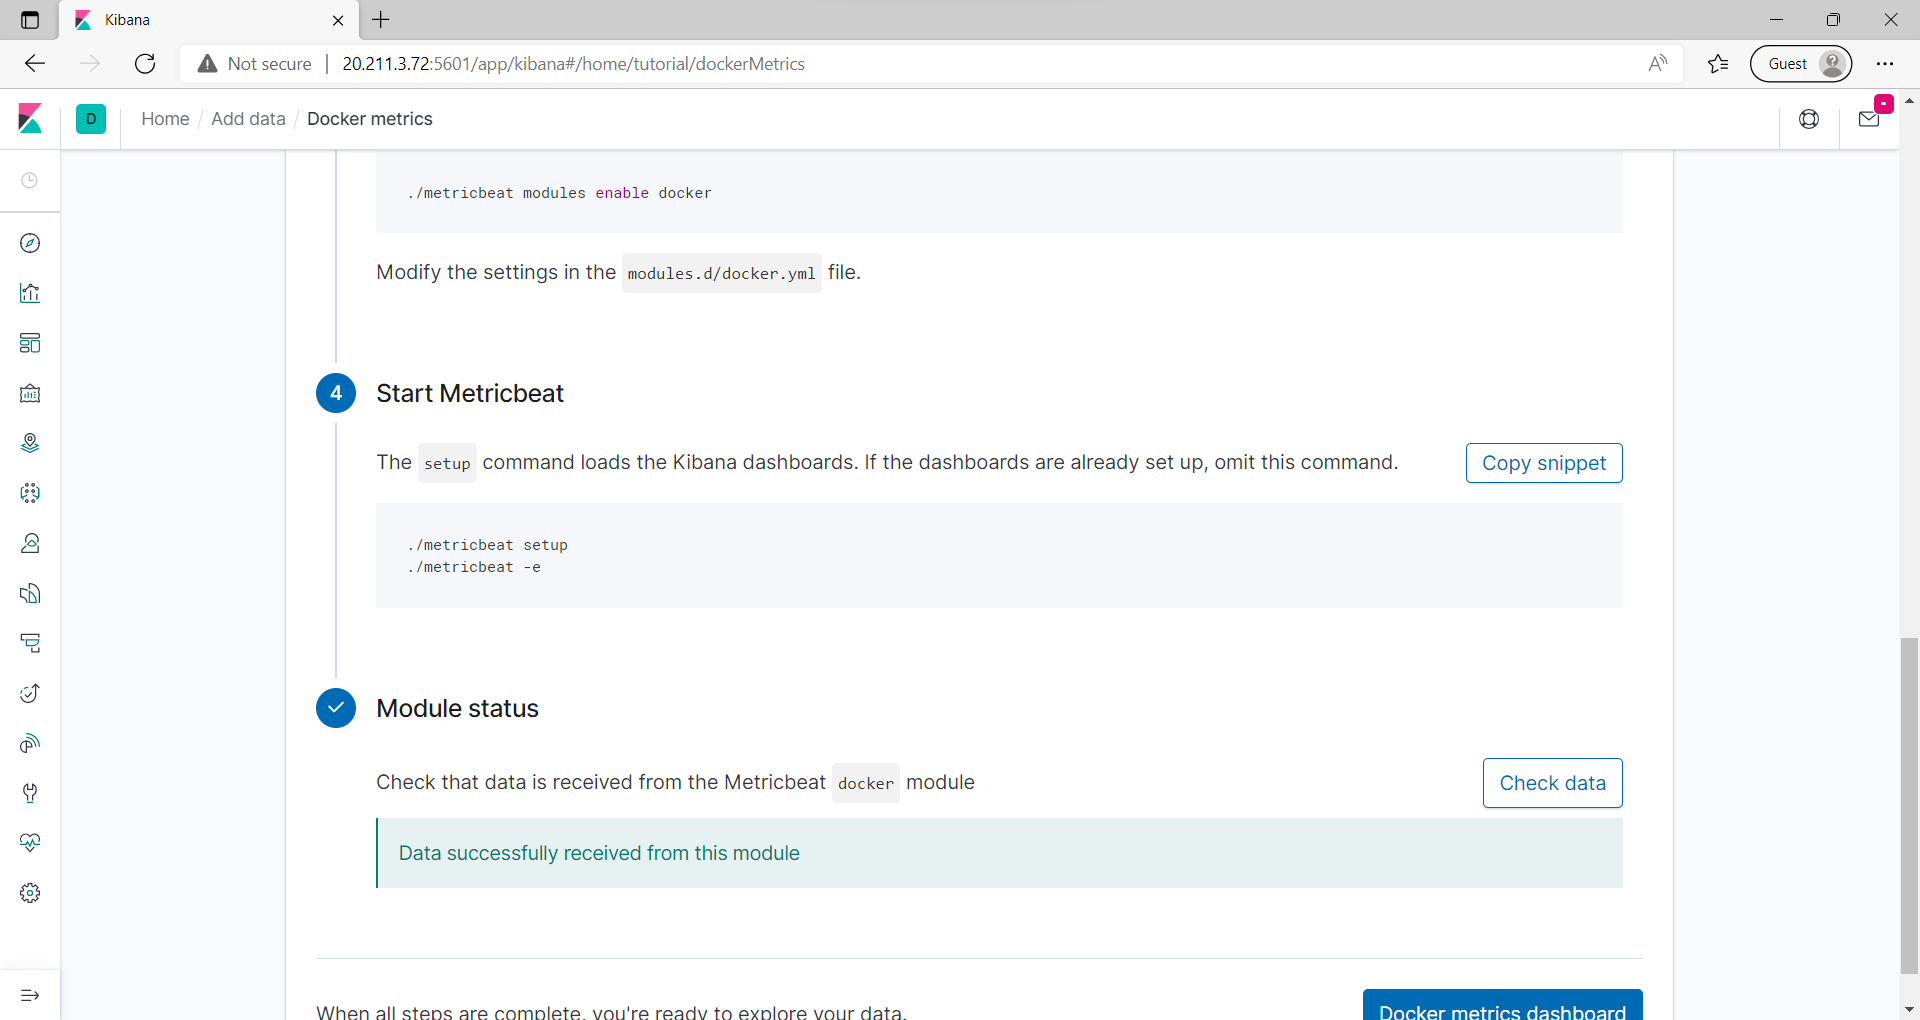 Kibana
Not secure
20.211.3.72:5601/app/kibana#/home/tutorial/dockerMetrics
Guest
D
Home / Add data / Docker metrics
./metricbeat modules enable docker
Modify the settings in the modules.d/docker.yml file.
4 Start Metricbeat
The setup command loads the Kibana dashboards. If the dashboards are already set up, omit this command.
Copy snippet
./metricbeat setup
./metricbeat -e
Module status
Check that data is received from the Metricbeat docker module
Check data
Data successfully received from this module
When all steps are complete, you're ready to explore your data.
Docker metrics dashboard